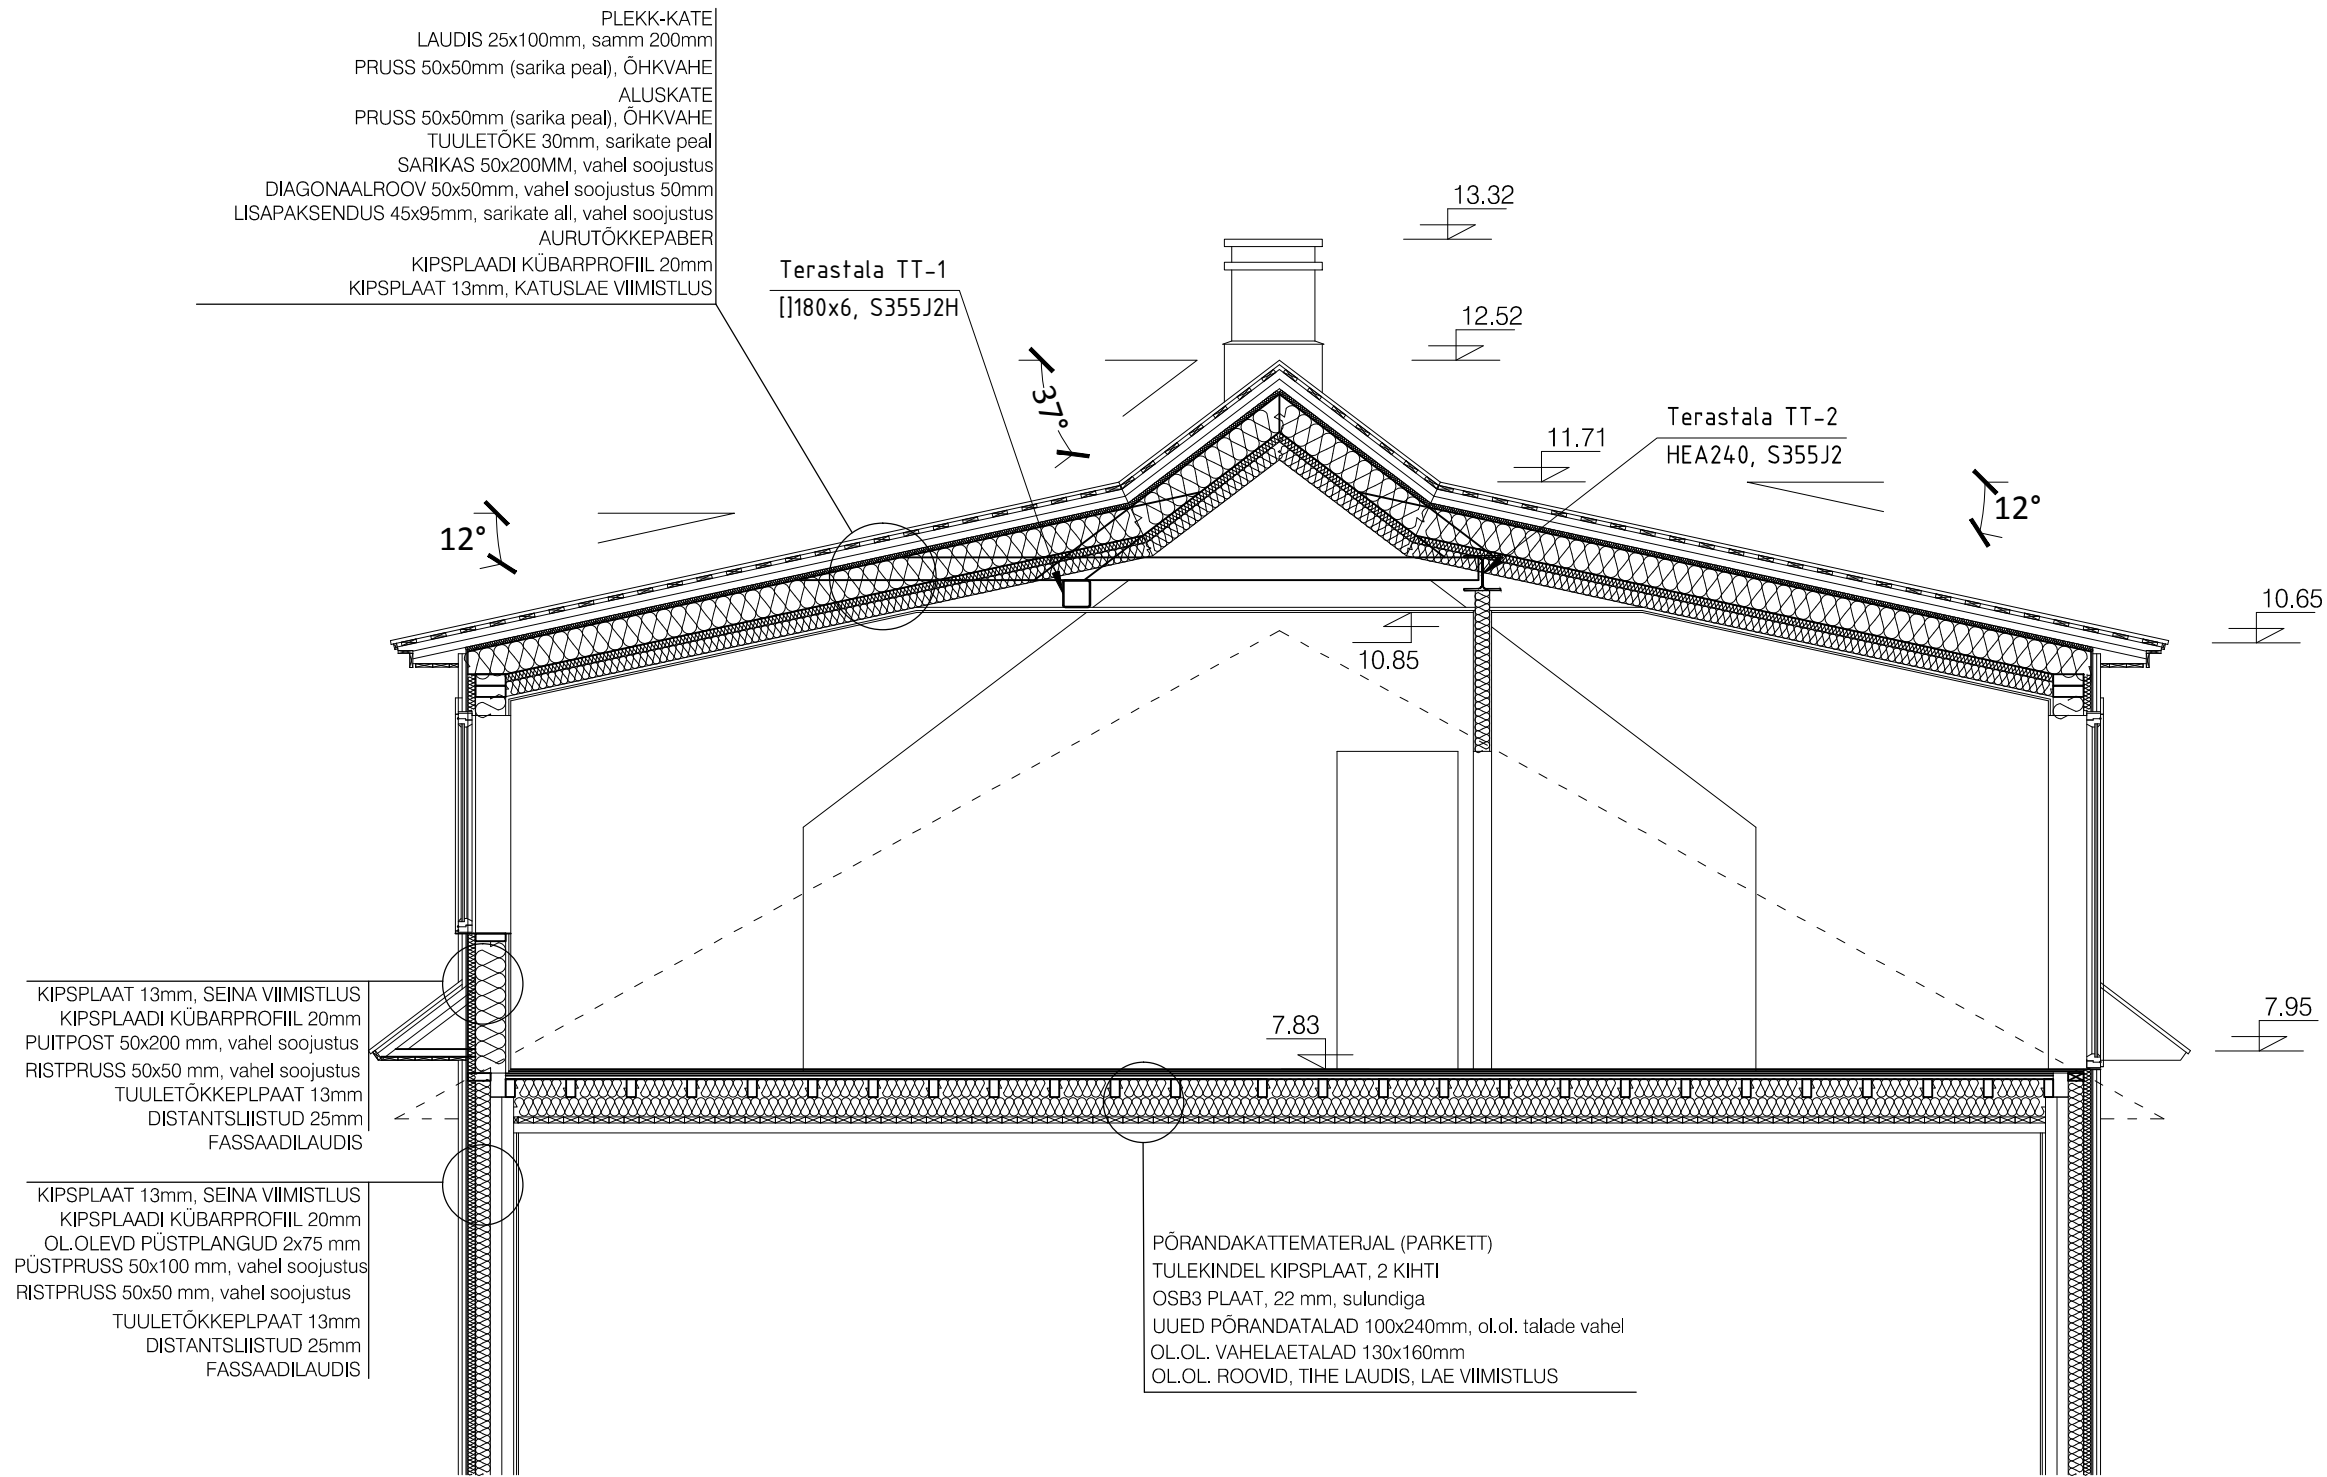 PLEKK-KATE
LAUDIS 25x100mm, samm 200mm
PRUSS 50x50mm (sarika peal), ÕHKVAHE
ALUSKATE
PRUSS 50x50mm (sarika peal), ÕHKVAHE
TUULETÕKE 30mm, sarikate peal
SARIKAS 50x200MM, vahel soojustus
DIAGONAALROOV 50x50mm, vahel soojustus 50mm
LISAPAKSENDUS 45x95mm, sarikate all, vahel soojustus
AURUTÕKKEPABER
KIPSPLAADI KÜBARPROFIIL 20mm
KIPSPLAAT 13mm, KATUSLAE VIIMISTLUS
Terastala TT-1
[]180x6, S355J2H
13.32
12.52
37°
Terastala TT-2
HEA240, S355J2
11.71
12°
12°
10.65
10.85
7.83
7.95
KIPSPLAAT 13mm, SEINA VIIMISTLUS
KIPSPLAADI KÜBARPROFIIL 20mm
PUITPOST 50x200 mm, vahel soojustus
RISTPRUSS 50x50 mm, vahel soojustus
TUULETÕKKEPLPAAT 13mm
DISTANTSLIISTUD 25mm
FASSAADILAUDIS
KIPSPLAAT 13mm, SEINA VIIMISTLUS
KIPSPLAADI KÜBARPROFIIL 20mm
OL.OLEVD PÜSTPLANGUD 2x75 mm
PÜSTPRUSS 50x100 mm, vahel soojustus
RISTPRUSS 50x50 mm, vahel soojustus
TUULETÕKKEPLPAAT 13mm
DISTANTSLIISTUD 25mm
FASSAADILAUDIS
PÕRANDAKATTEMATERJAL (PARKETT)
TULEKINDEL KIPSPLAAT, 2 KIHTI
OSB3 PLAAT, 22 mm, sulundiga
UUED PÕRANDATALAD 100x240mm, ol.ol. talade vahel
OL.OL. VAHELAETALAD 130x160mm
OL.OL. ROOVID, TIHE LAUDIS, LAE VIIMISTLUS